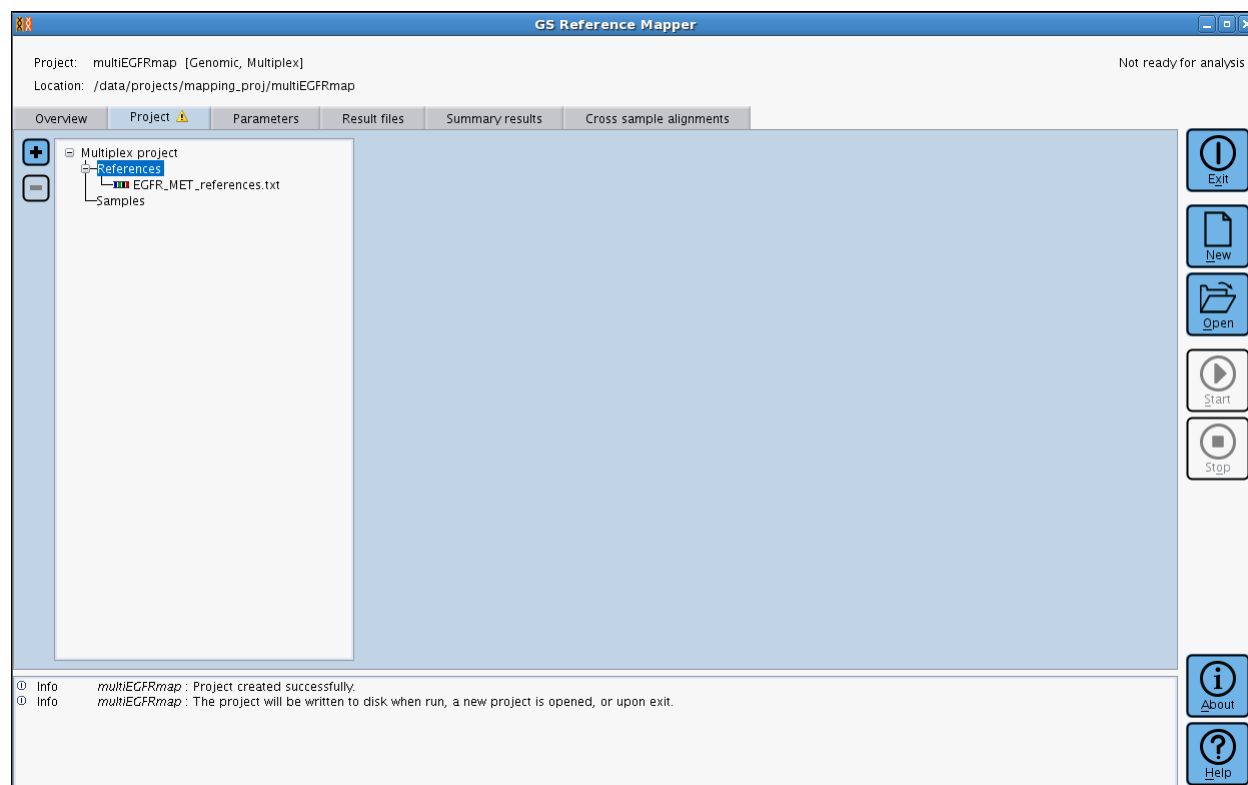 GS Reference Mapper
Project: multiEGFRmap [Genomic, Multiplex]
Not ready for analysis
Location: /data/projects/mapping_proj/multiEGFRmap
Overview Project Parameters Result files Summary results Cross sample alignments
Multiplex project
References
EGFR_MET_references.txt
Samples
Exit
New
Open
Start
Stop
Info multiEGFRmap : Project created successfully.
Info multiEGFRmap : The project will be written to disk when run, a new project is opened, or upon exit.
About
Help